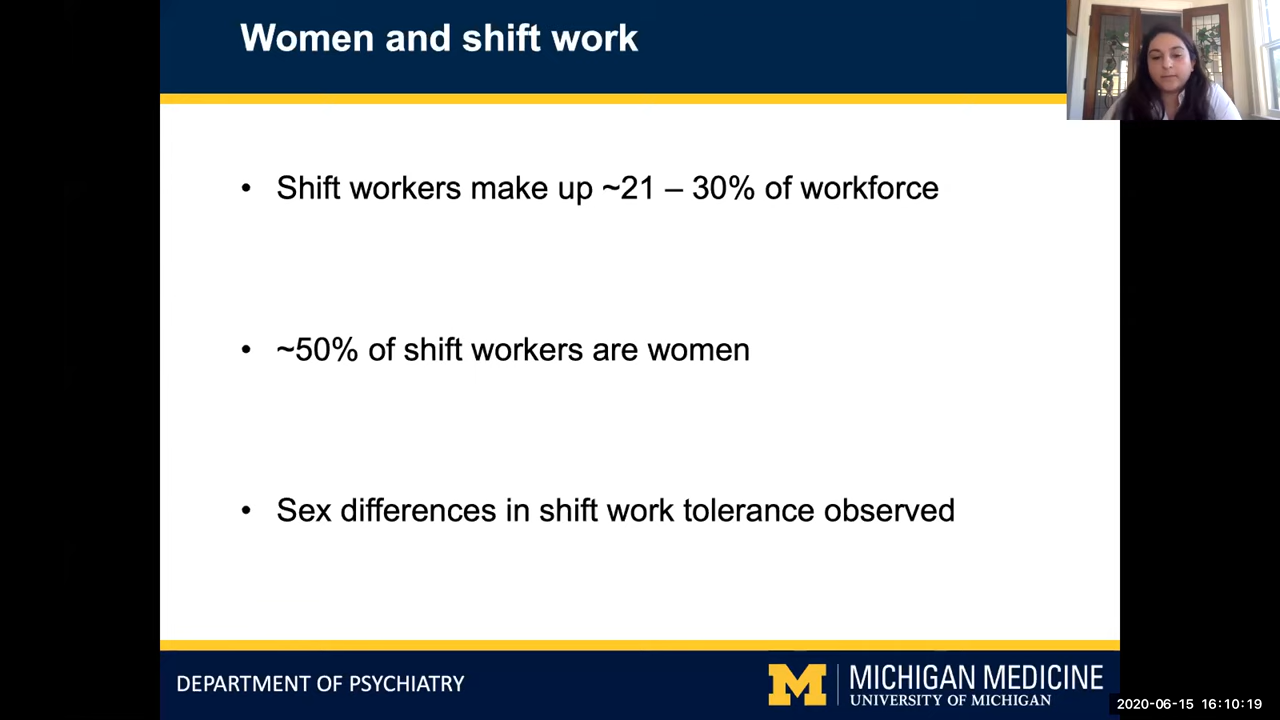 Women and shift work
• Shift workers make up ~21 – 30% of workforce
• ~50% of shift workers are women
• Sex differences in shift work tolerance observed
DEPARTMENT OF PSYCHIATRY
M
MICHIGAN MEDICINE
UNIVERSITY OF MICHIGAN
2020-06-15 16:10:19